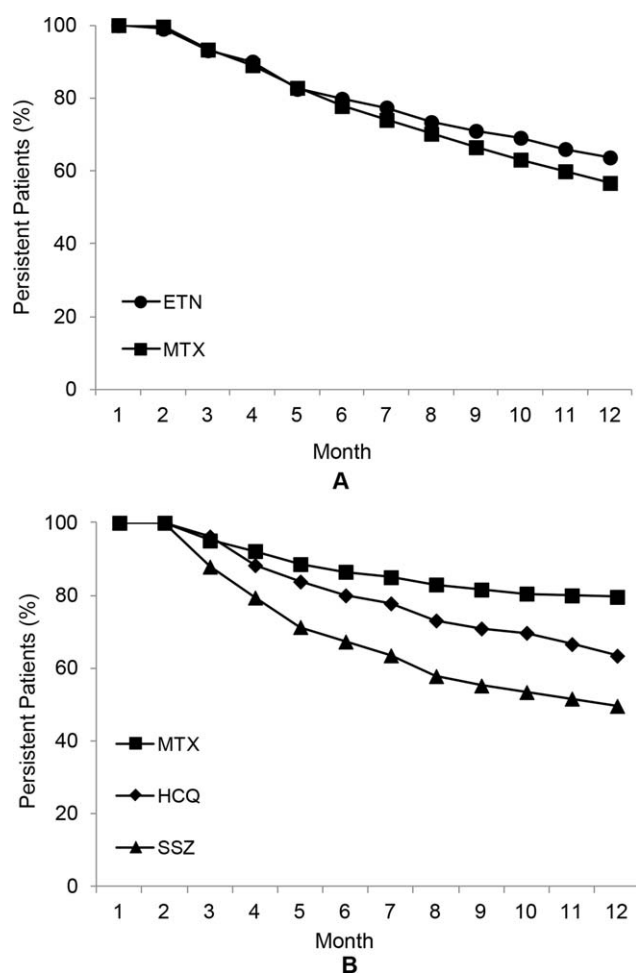 Persistent Patients (%)
100
80
60
40
20
0
ETN
MTX
1 2 3 4 5 6 7 8 9 10 11 12
Month
A
Persistent Patients (%)
100
80
60
40
20
0
MTX
HCQ
SSZ
1 2 3 4 5 6 7 8 9 10 11 12
Month
B